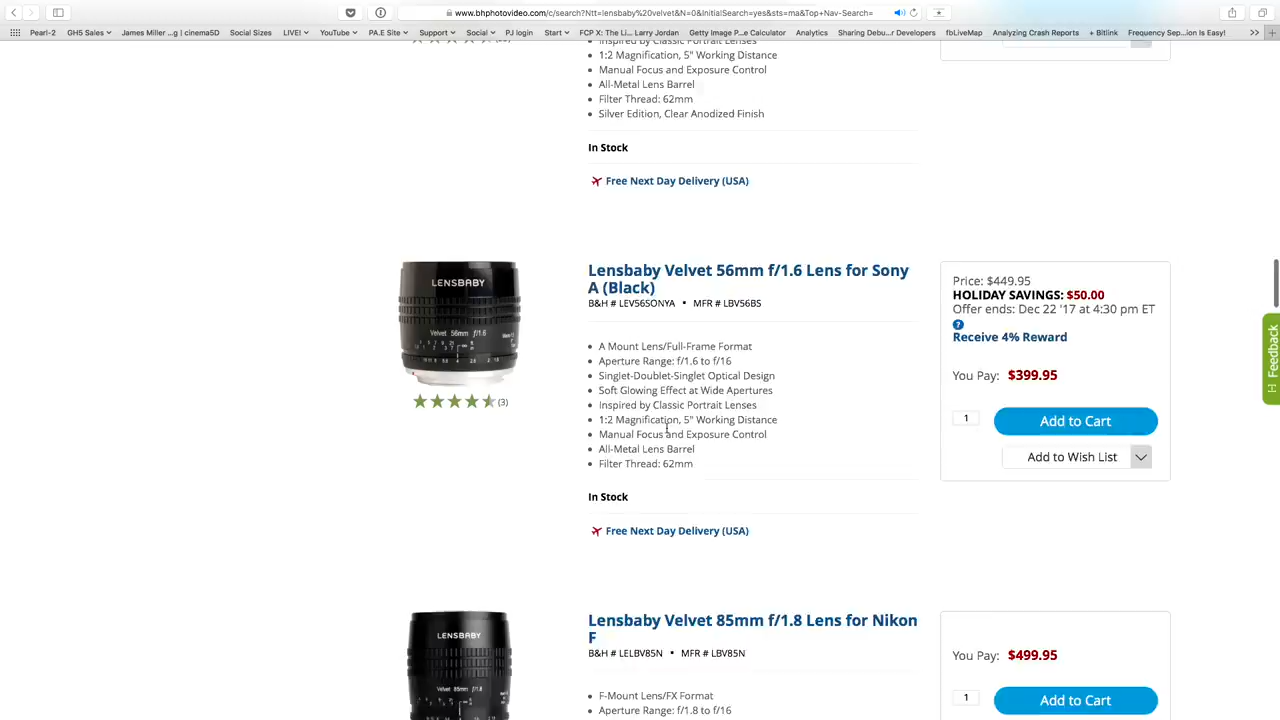 www.bhphotovideo.com/c/search?Ntt=lensbaby%20velvet&N=0&InitialSearch=yes&sts=ma&Top+Nav-Search=
Pearl-2 GH5 Sales James Miller ...g | cinema5D Social Sizes LIVE! YouTube PA.E Site Support Social PJ login Start FCP X: The Li... Larry Jordan Getty Image P...e Calculator Analytics Sharing Debu...r Developers fbLiveMap Analyzing Crash Reports + Bitlink Frequency Sep...ion Is Easy!
Inspired by Classic Portrait Lenses
1:2 Magnification, 5" Working Distance
Manual Focus and Exposure Control
All-Metal Lens Barrel
Filter Thread: 62mm
Silver Edition, Clear Anodized Finish
In Stock
Free Next Day Delivery (USA)
LENSBABY
Velvet 56mm f/1.6
(3)
Lensbaby Velvet 56mm f/1.6 Lens for Sony
A (Black)
B&H # LEV56SONYA • MFR # LBV56BS
A Mount Lens/Full-Frame Format
Aperture Range: f/1.6 to f/16
Singlet-Doublet-Singlet Optical Design
Soft Glowing Effect at Wide Apertures
Inspired by Classic Portrait Lenses
1:2 Magnification, 5" Working Distance
Manual Focus and Exposure Control
All-Metal Lens Barrel
Filter Thread: 62mm
In Stock
Free Next Day Delivery (USA)
Price: $449.95
HOLIDAY SAVINGS: $50.00
Offer ends: Dec 22 '17 at 4:30 pm ET
?
Receive 4% Reward
You Pay: $399.95
1 Add to Cart
Add to Wish List
Feedback
LENSBABY
Velvet 85mm f/1.8
Lensbaby Velvet 85mm f/1.8 Lens for Nikon
F
B&H # LELBV85N • MFR # LBV85N
F-Mount Lens/FX Format
Aperture Range: f/1.8 to f/16
You Pay: $499.95
1 Add to Cart